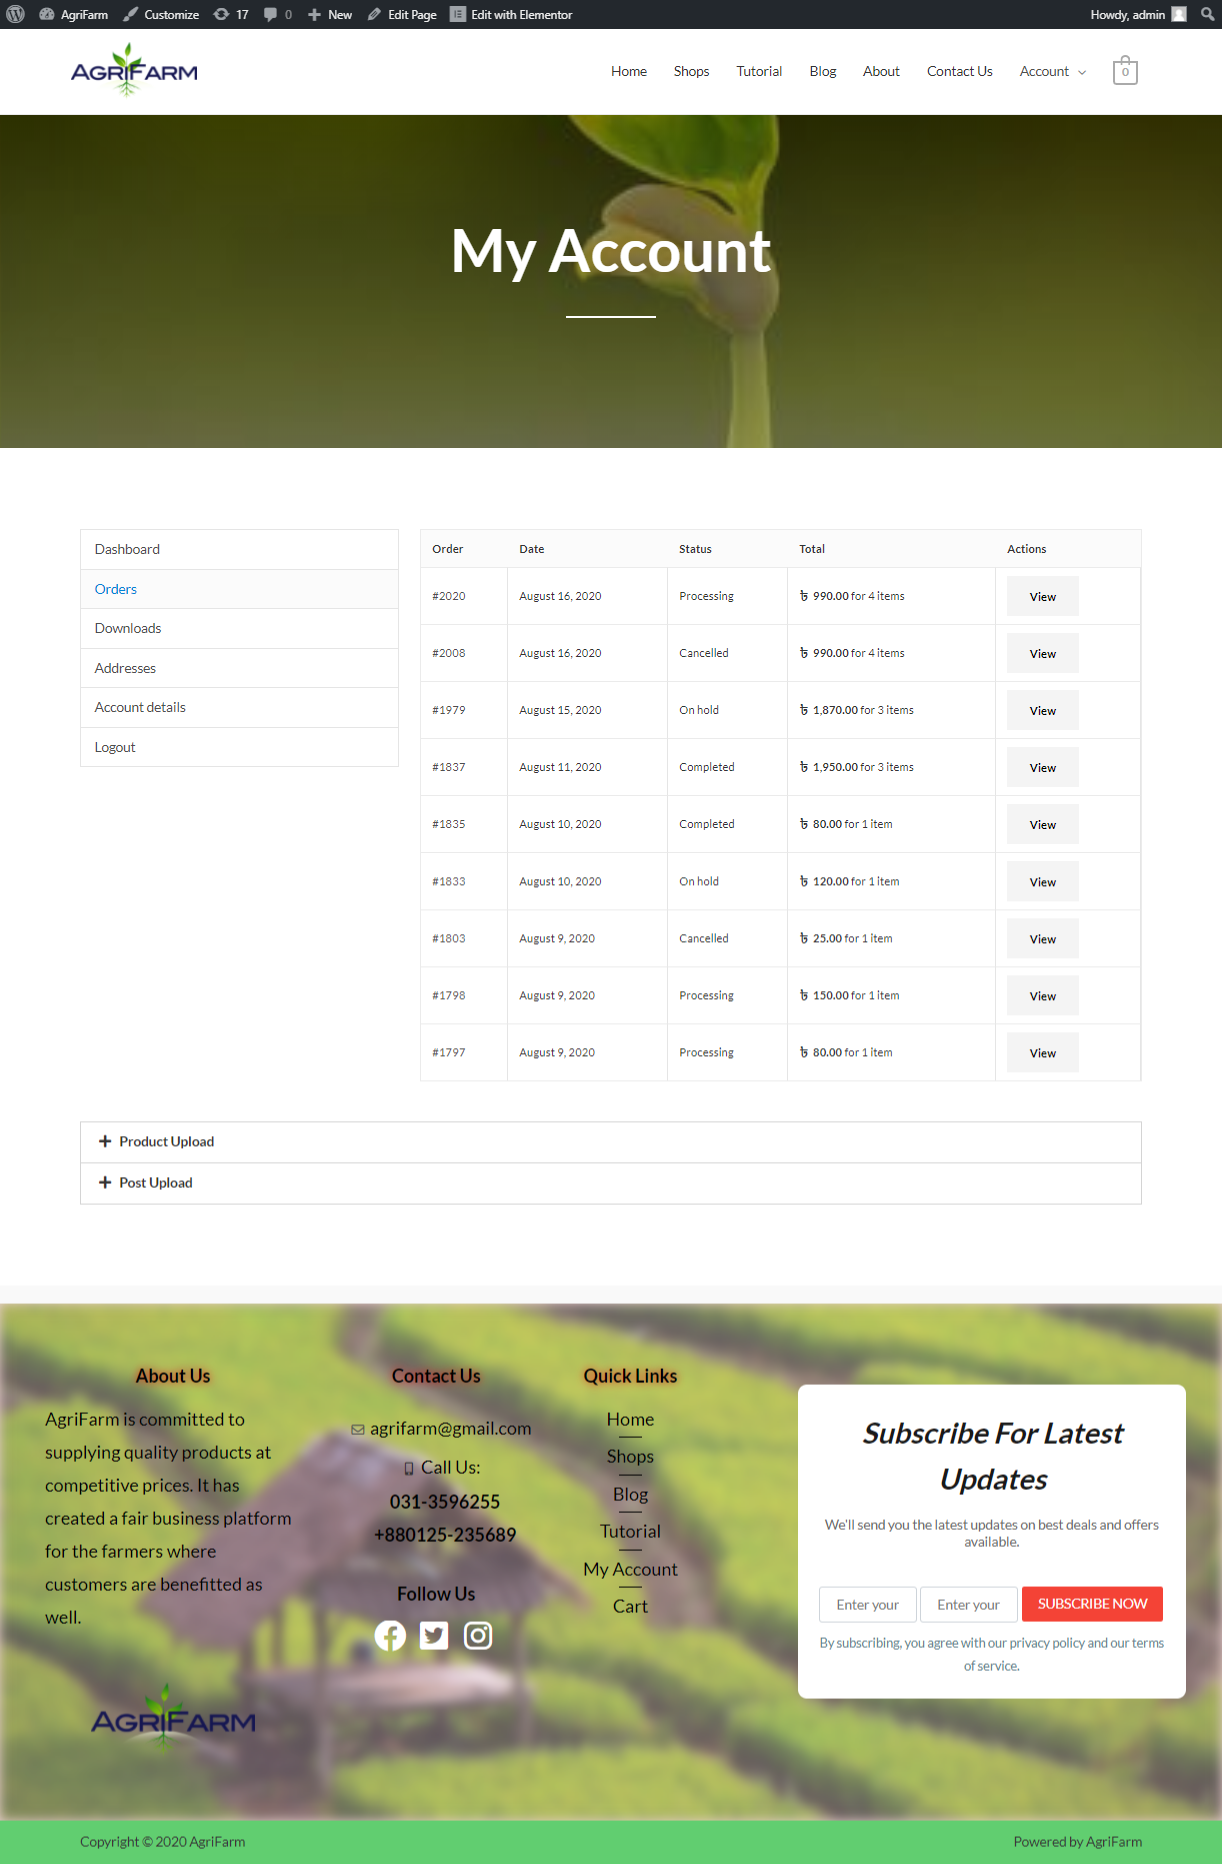 AgriFarm Customize 17 0 New Edit Page Edit with Elementor Howdy, admin
AGRIFARM Home Shops Tutorial Blog About Contact Us Account 0
My Account
Dashboard
Orders
Downloads
Addresses
Account details
Logout
Order Date Status Total Actions
#2020 August 16, 2020 Processing ৳ 990.00 for 4 items View
#2008 August 16, 2020 Cancelled ৳ 990.00 for 4 items View
#1979 August 15, 2020 On hold ৳ 1,870.00 for 3 items View
#1837 August 11, 2020 Completed ৳ 1,950.00 for 3 items View
#1835 August 10, 2020 Completed ৳ 80.00 for 1 item View
#1833 August 10, 2020 On hold ৳ 120.00 for 1 item View
#1803 August 9, 2020 Cancelled ৳ 25.00 for 1 item View
#1798 August 9, 2020 Processing ৳ 150.00 for 1 item View
#1797 August 9, 2020 Processing ৳ 80.00 for 1 item View
Product Upload
Post Upload
About Us
AgriFarm is committed to
supplying quality products at
competitive prices. It has
created a fair business platform
for the farmers where
customers are benefitted as
well.
AGRIFARM
Contact Us
agrifarm@gmail.com
Call Us:
031-3596255
+880125-235689
Follow Us
Quick Links
Home
Shops
Blog
Tutorial
My Account
Cart
Subscribe For Latest
Updates
We'll send you the latest updates on best deals and offers
available.
Enter your Enter your SUBSCRIBE NOW
By subscribing, you agree with our privacy policy and our terms
of service.
Copyright © 2020 AgriFarm Powered by AgriFarm